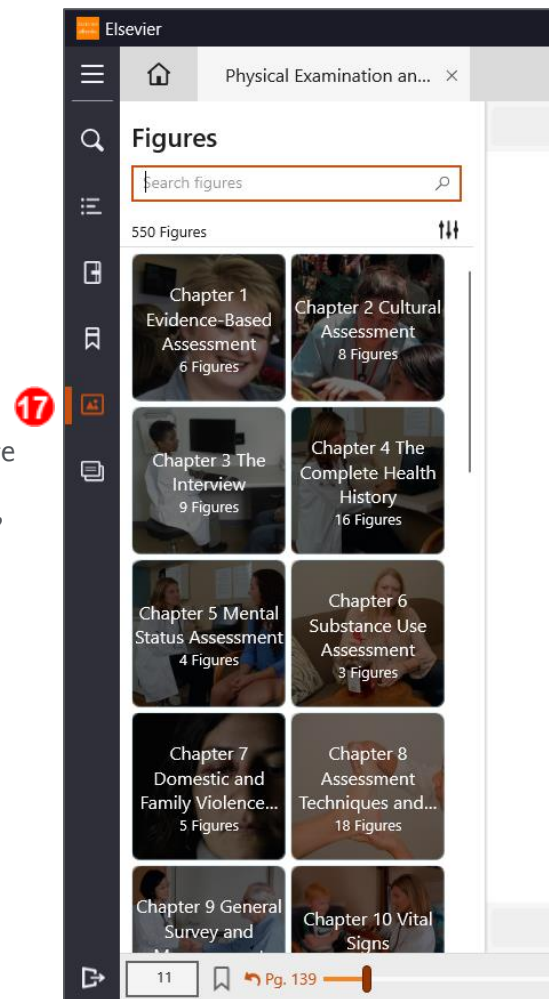 Elsevier
Physical Examination an... ×
Figures
Search figures
550 Figures
Chapter 1
Evidence-Based
Assessment
6 Figures
Chapter 2 Cultural
Assessment
8 Figures
17
re
,
Chapter 3 The
Interview
9 Figures
Chapter 4 The
Complete Health
History
16 Figures
Chapter 5 Mental
Status Assessment
4 Figures
Chapter 6
Substance Use
Assessment
3 Figures
Chapter 7
Domestic and
Family Violence...
5 Figures
Chapter 8
Assessment
Techniques and...
18 Figures
Chapter 9 General
Survey and
Chapter 10 Vital
Signs
11
Pg. 139